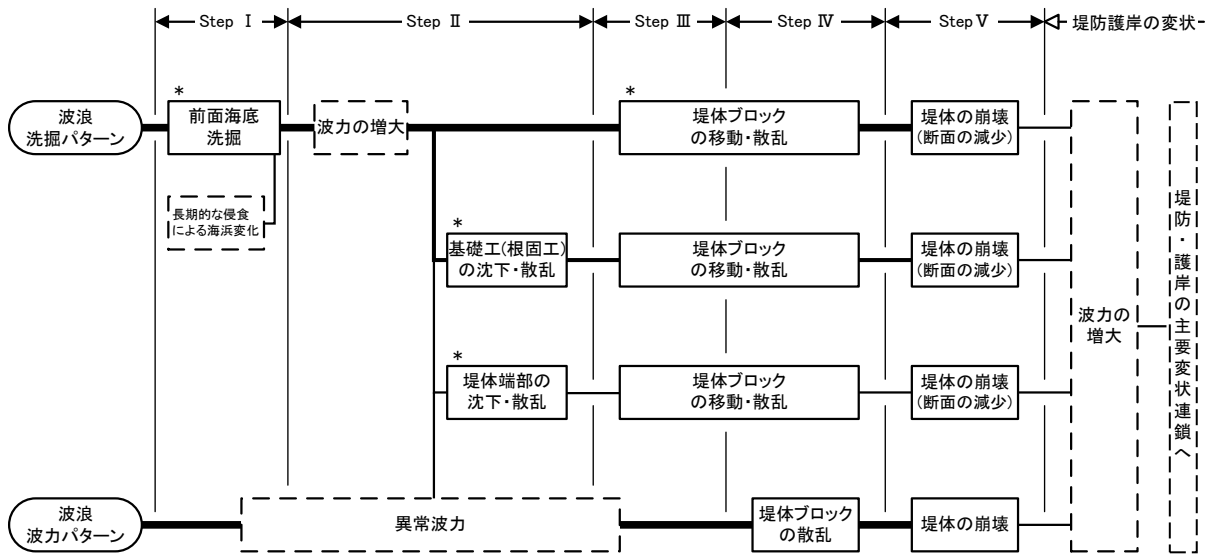 Step Ⅰ
Step Ⅱ
Step Ⅲ
Step Ⅳ
Step Ⅴ
堤防護岸の変状
波浪
洗掘パターン
*
前面海底
洗掘
波力の増大
*
堤体ブロック
の移動・散乱
堤体の崩壊
(断面の減少)
長期的な侵食
による海浜変化
*
基礎工(根固工)
の沈下・散乱
堤体ブロック
の移動・散乱
堤体の崩壊
(断面の減少)
*
堤体端部の
沈下・散乱
堤体ブロック
の移動・散乱
堤体の崩壊
(断面の減少)
波浪
波力パターン
異常波力
堤体ブロック
の散乱
堤体の崩壊
波力の
増大
堤防・護岸の主要変状連鎖へ